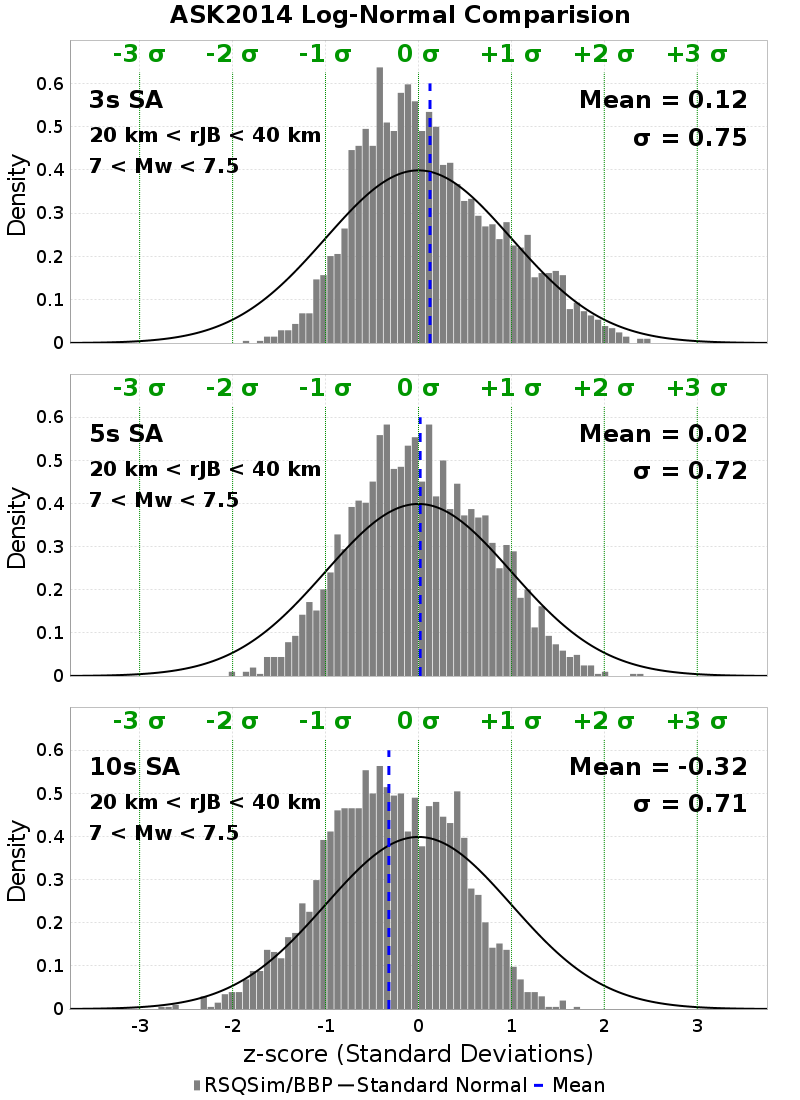 ASK2014 Log-Normal Comparision
-3 σ -2 σ -1 σ 0 σ +1 σ +2 σ +3 σ
3s SA
20 km < rJB < 40 km
7 < Mw < 7.5
Mean = 0.12
σ = 0.75
Density
0.6
0.5
0.4
0.3
0.2
0.1
0
-3 σ -2 σ -1 σ 0 σ +1 σ +2 σ +3 σ
5s SA
20 km < rJB < 40 km
7 < Mw < 7.5
Mean = 0.02
σ = 0.72
Density
0.6
0.5
0.4
0.3
0.2
0.1
0
-3 σ -2 σ -1 σ 0 σ +1 σ +2 σ +3 σ
10s SA
20 km < rJB < 40 km
7 < Mw < 7.5
Mean = -0.32
σ = 0.71
Density
0.6
0.5
0.4
0.3
0.2
0.1
0
-3 -2 -1 0 1 2 3
z-score (Standard Deviations)
RSQSim/BBP Standard Normal Mean